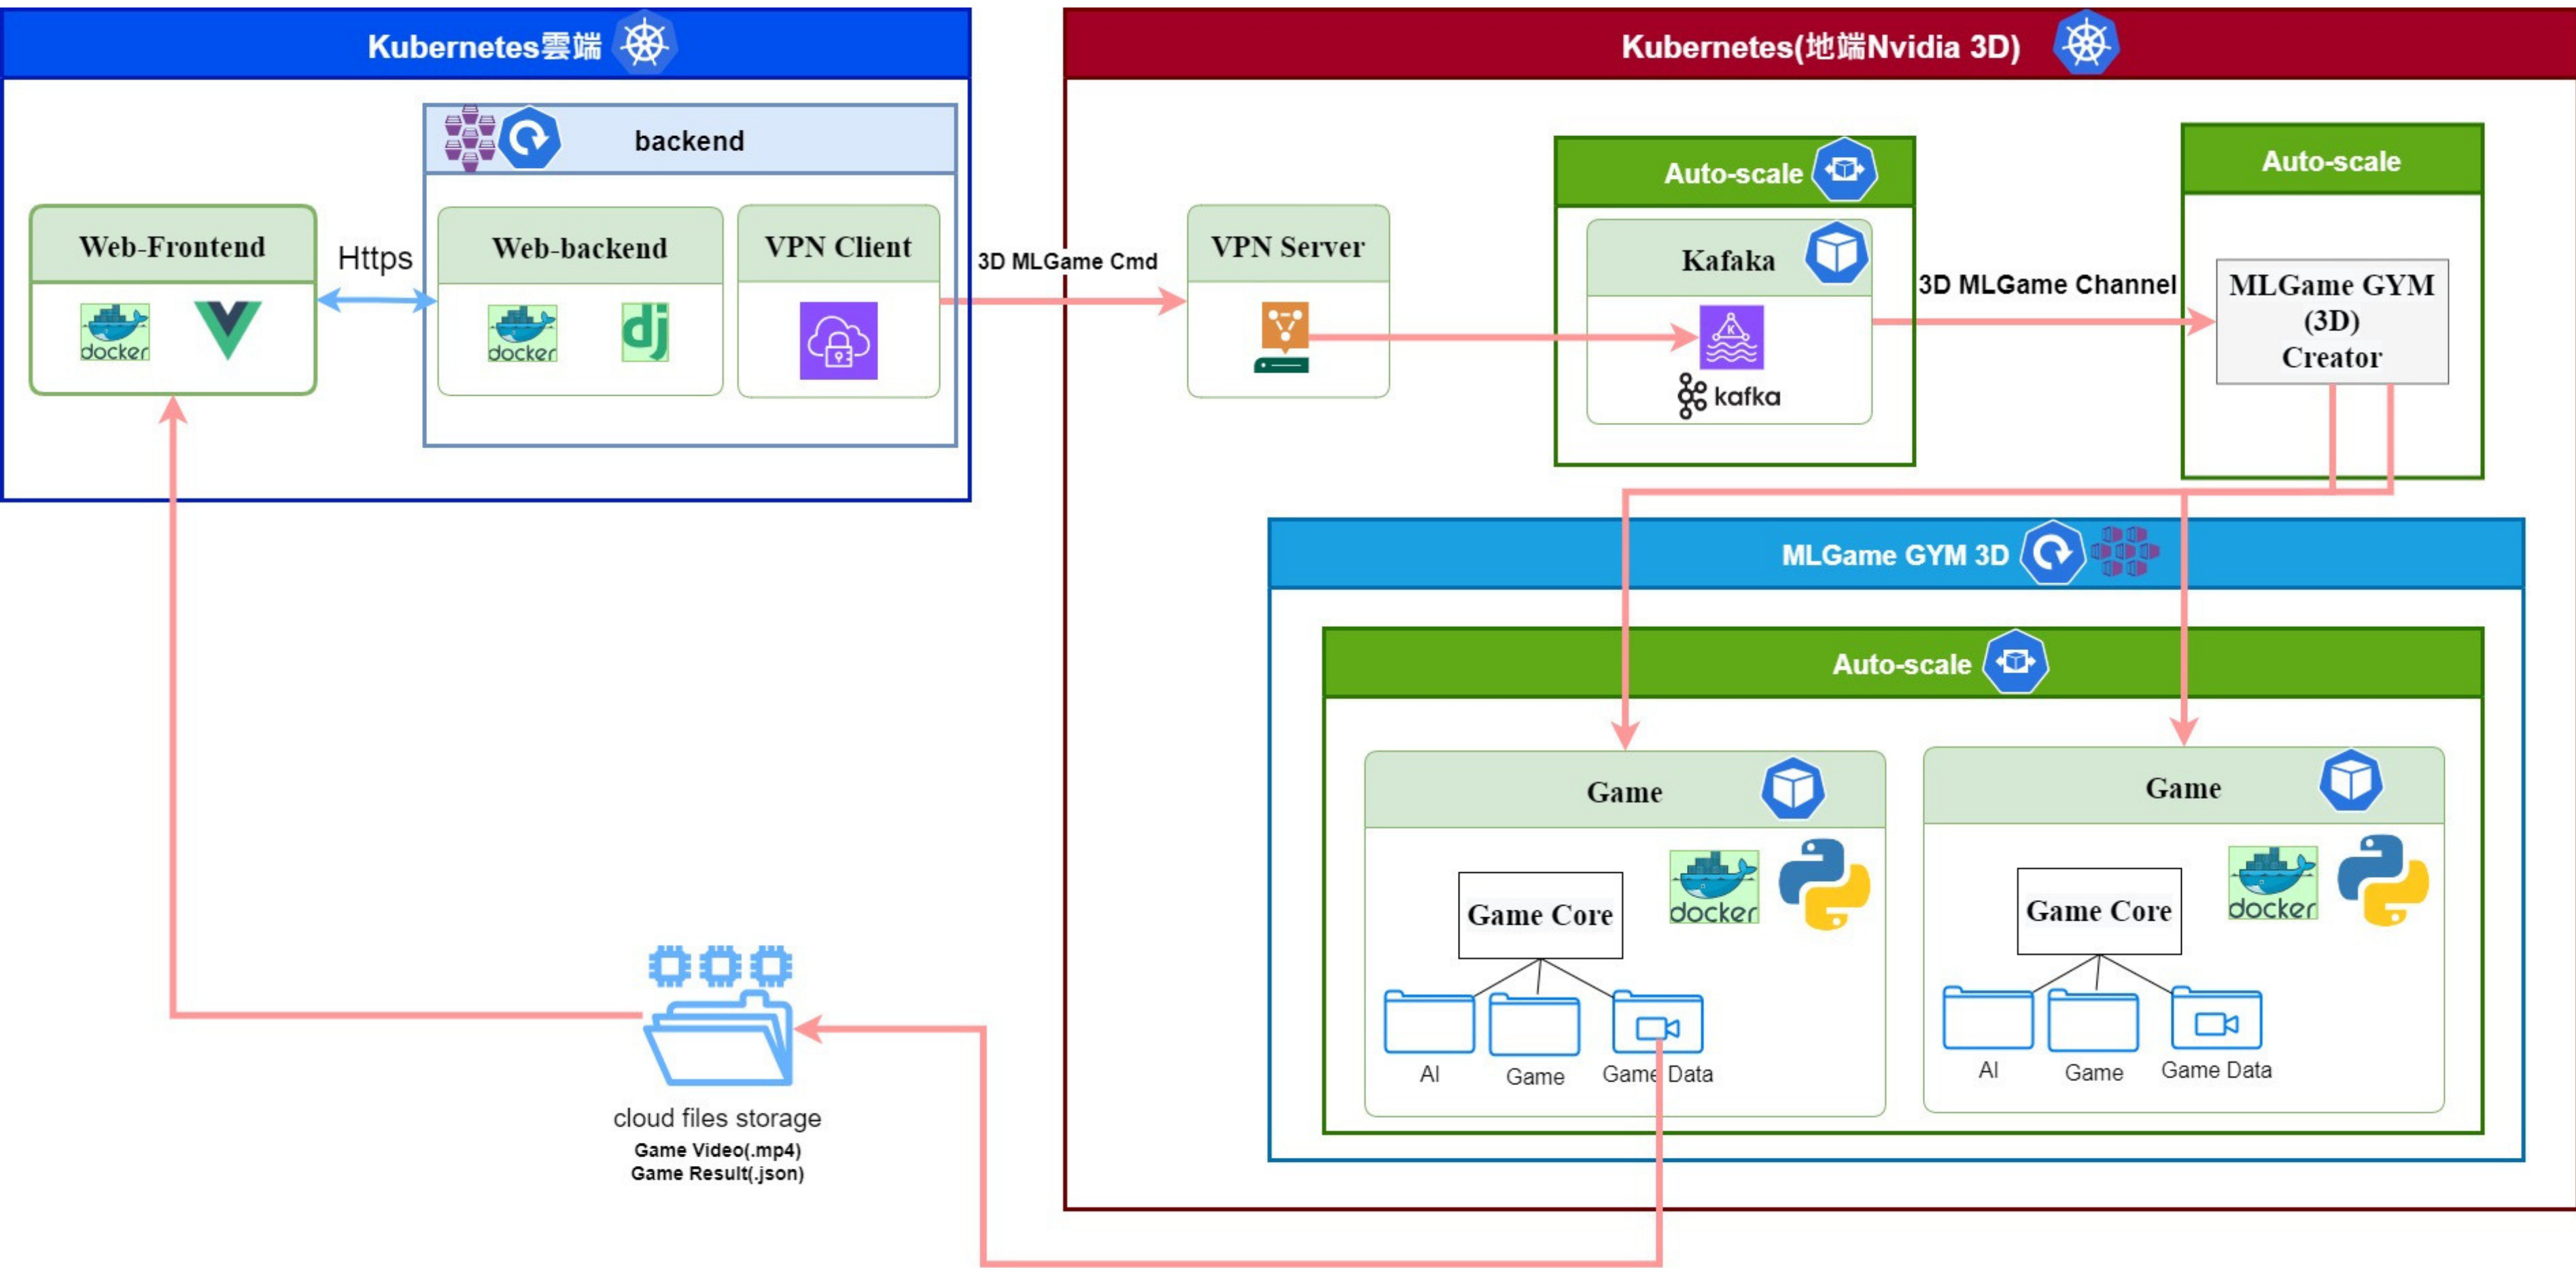 Kubernetes雲端
Kubernetes(地端Nvidia 3D)
backend
Web-Frontend
docker
Https
Web-backend
docker
dj
VPN Client
3D MLGame Cmd
VPN Server
Auto-scale
Kafaka
K
kafka
3D MLGame Channel
Auto-scale
MLGame GYM
(3D)
Creator
MLGame GYM 3D
Auto-scale
Game
docker
Game Core
AI
Game
Game Data
Game
docker
Game Core
AI
Game
Game Data
cloud files storage
Game Video(.mp4)
Game Result(.json)